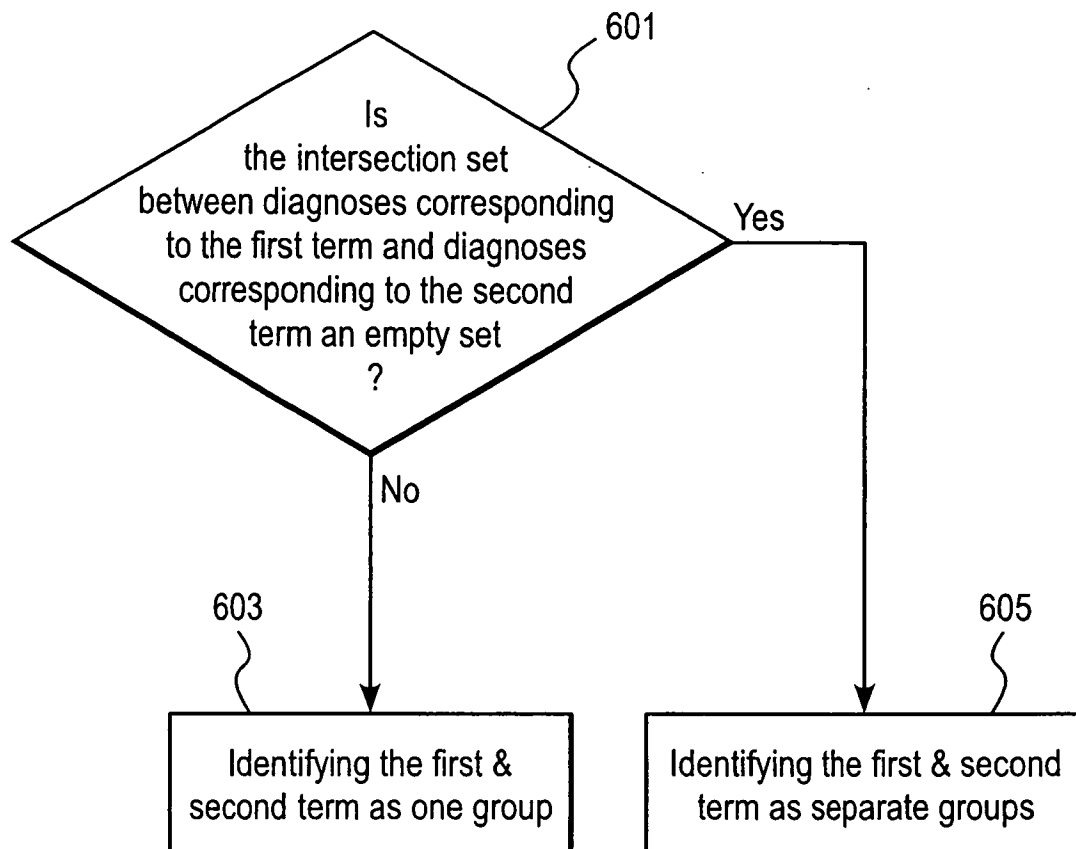 601
Is
the intersection set
between diagnoses corresponding
to the first term and diagnoses
corresponding to the second
term an empty set
?
Yes
No
603
605
Identifying the first &
second term as one group
Identifying the first & second
term as separate groups